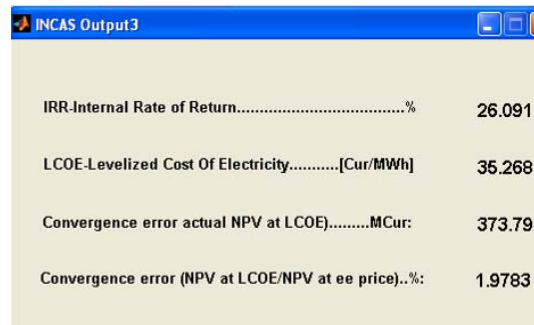 INCAS Output3
IRR-Internal Rate of Return.....................................% 26.091
LCOE-Levelized Cost Of Electricity...........[Cur/MWh] 35.268
Convergence error actual NPV at LCOE).........MCur: 373.79
Convergence error (NPV at LCOE/NPV at ee price)..%: 1.9783